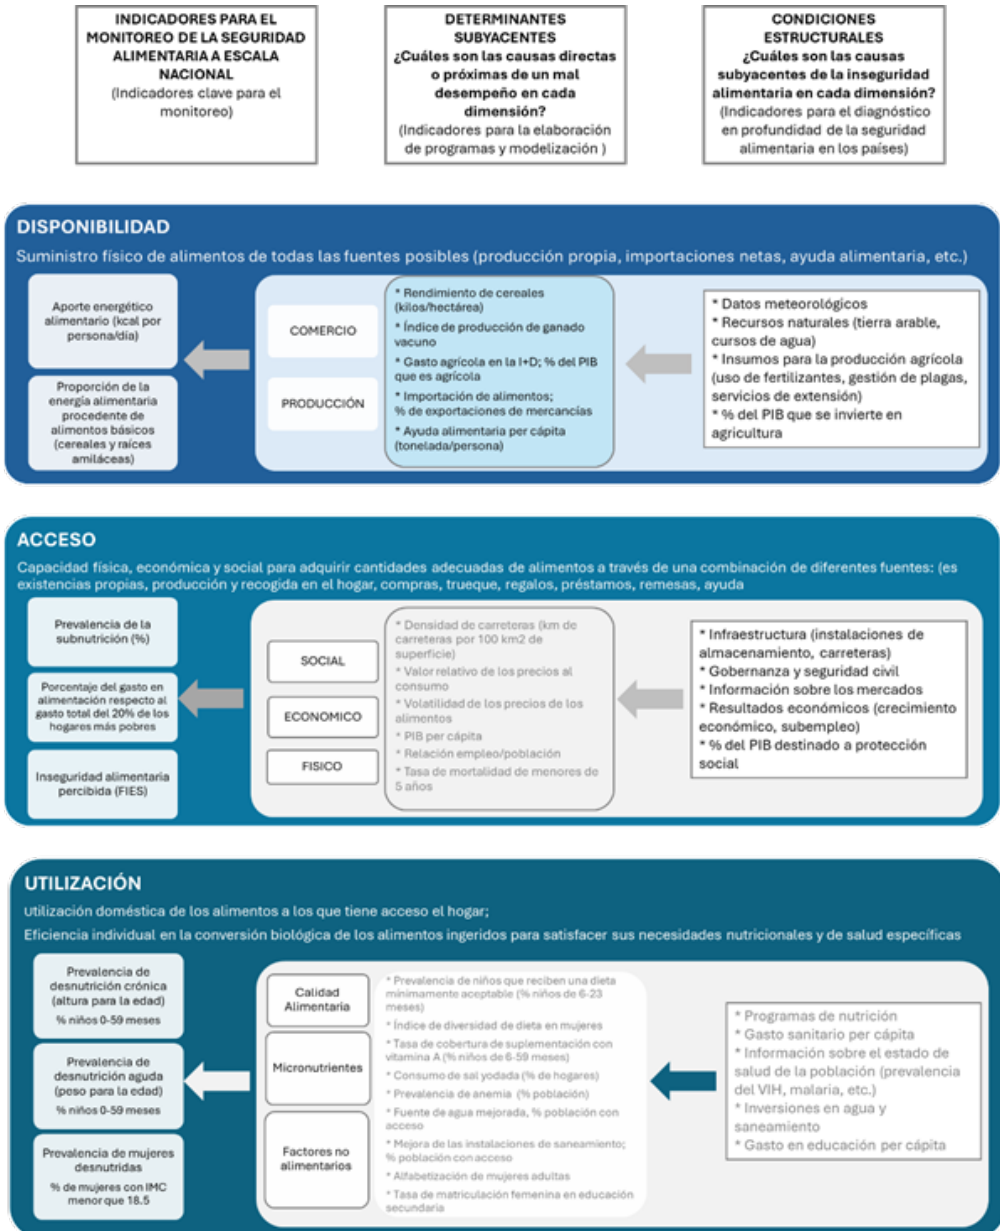 INDICADORES PARA EL
MONITOREO DE LA SEGURIDAD
ALIMENTARIA A ESCALA
NACIONAL
(Indicadores clave para el
monitoreo)
DETERMINANTES
SUBYACENTES
¿Cuáles son las causas directas
o próximas de un mal
desempeño en cada
dimensión?
(Indicadores para la elaboración
de programas y modelización )
CONDICIONES
ESTRUCTURALES
¿Cuáles son las causas
subyacentes de la inseguridad
alimentaria en cada dimensión?
(Indicadores para el diagnóstico
en profundidad de la seguridad
alimentaria en los países)
DISPONIBILIDAD
Suministro físico de alimentos de todas las fuentes posibles (producción propia, importaciones netas, ayuda alimentaria, etc.)
Aporte energético
alimentario (kcal por
persona/día)
Proporción de la
energía alimentaria
procedente de
alimentos básicos
(cereales y raíces
amiláceas)
COMERCIO
PRODUCCIÓN
* Rendimiento de cereales
(kilos/hectárea)
* Índice de producción de ganado
vacuno
* Gasto agrícola en la I+D; % del PIB
que es agrícola
* Importación de alimentos;
% de exportaciones de mercancías
* Ayuda alimentaria per cápita
(tonelada/persona)
* Datos meteorológicos
* Recursos naturales (tierra arable,
cursos de agua)
* Insumos para la producción agrícola
(uso de fertilizantes, gestión de plagas,
servicios de extensión)
* % del PIB que se invierte en
agricultura
ACCESO
Capacidad física, económica y social para adquirir cantidades adecuadas de alimentos a través de una combinación de diferentes fuentes: (es
existencias propias, producción y recogida en el hogar, compras, trueque, regalos, préstamos, remesas, ayuda
Prevalencia de la
subnutrición (%)
Porcentaje del gasto en
alimentación respecto al
gasto total del 20% de los
hogares más pobres
Inseguridad alimentaria
percibida (FIES)
SOCIAL
ECONOMICO
FISICO
* Densidad de carreteras (km de
carreteras por 100 km2 de
superficie)
* Valor relativo de los precios al
consumo
* Volatilidad de los precios de los
alimentos
* PIB per cápita
* Relación empleo/población
* Tasa de mortalidad de menores de
5 años
* Infraestructura (instalaciones de
almacenamiento, carreteras)
* Gobernanza y seguridad civil
* Información sobre los mercados
* Resultados económicos (crecimiento
económico, subempleo)
* % del PIB destinado a protección
social
UTILIZACIÓN
Utilización doméstica de los alimentos a los que tiene acceso el hogar;
Eficiencia individual en la conversión biológica de los alimentos ingeridos para satisfacer sus necesidades nutricionales y de salud específicas
Prevalencia de
desnutrición crónica
(altura para la edad)
% niños 0-59 meses
Prevalencia de
desnutrición aguda
(peso para la edad)
% niños 0-59 meses
Prevalencia de mujeres
desnutridas
% de mujeres con IMC
menor que 18.5
Calidad
Alimentaria
Micronutrientes
Factores no
alimentarios
* Prevalencia de niños que reciben una dieta
mínimamente aceptable (% niños de 6-23
meses)
* Índice de diversidad de dieta en mujeres
* Tasa de cobertura de suplementación con
vitamina A (% niños de 6-59 meses)
* Consumo de sal yodada (% de hogares)
* Prevalencia de anemia (% población)
* Fuente de agua mejorada, % población con
acceso
* Mejora de las instalaciones de saneamiento;
% población con acceso
* Alfabetización de mujeres adultas
* Tasa de matriculación femenina en educación
secundaria
* Programas de nutrición
* Gasto sanitario per cápita
* Información sobre el estado de
salud de la población (prevalencia
del VIH, malaria, etc.)
* Inversiones en agua y
saneamiento
* Gasto en educación per cápita